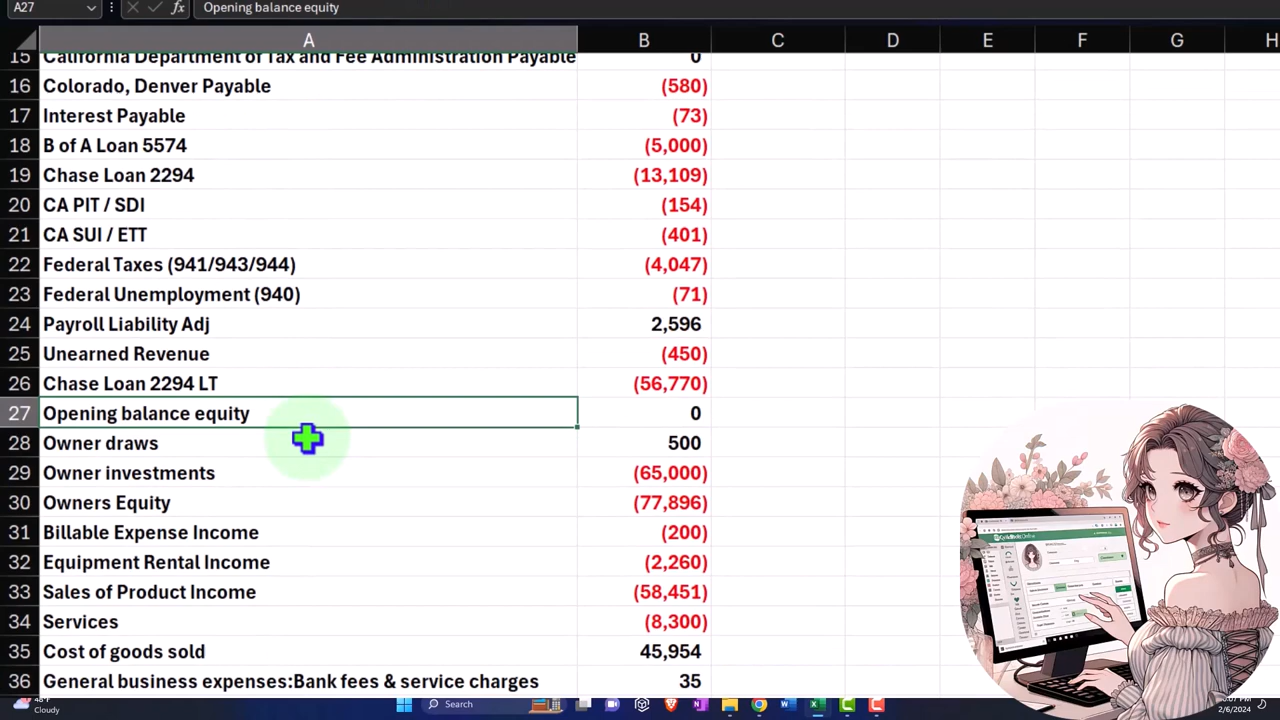 A27 fx Opening balance equity
A B C D E F G H
15 California Department of Tax and Fee Administration Payable 0
16 Colorado, Denver Payable (580)
17 Interest Payable (73)
18 B of A Loan 5574 (5,000)
19 Chase Loan 2294 (13,109)
20 CA PIT / SDI (154)
21 CA SUI / ETT (401)
22 Federal Taxes (941/943/944) (4,047)
23 Federal Unemployment (940) (71)
24 Payroll Liability Adj 2,596
25 Unearned Revenue (450)
26 Chase Loan 2294 LT (56,770)
27 Opening balance equity 0
28 Owner draws 500
29 Owner investments (65,000)
30 Owners Equity (77,896)
31 Billable Expense Income (200)
32 Equipment Rental Income (2,260)
33 Sales of Product Income (58,451)
34 Services (8,300)
35 Cost of goods sold 45,954
36 General business expenses:Bank fees & service charges 35
Cloudy
Search
2/6/2024